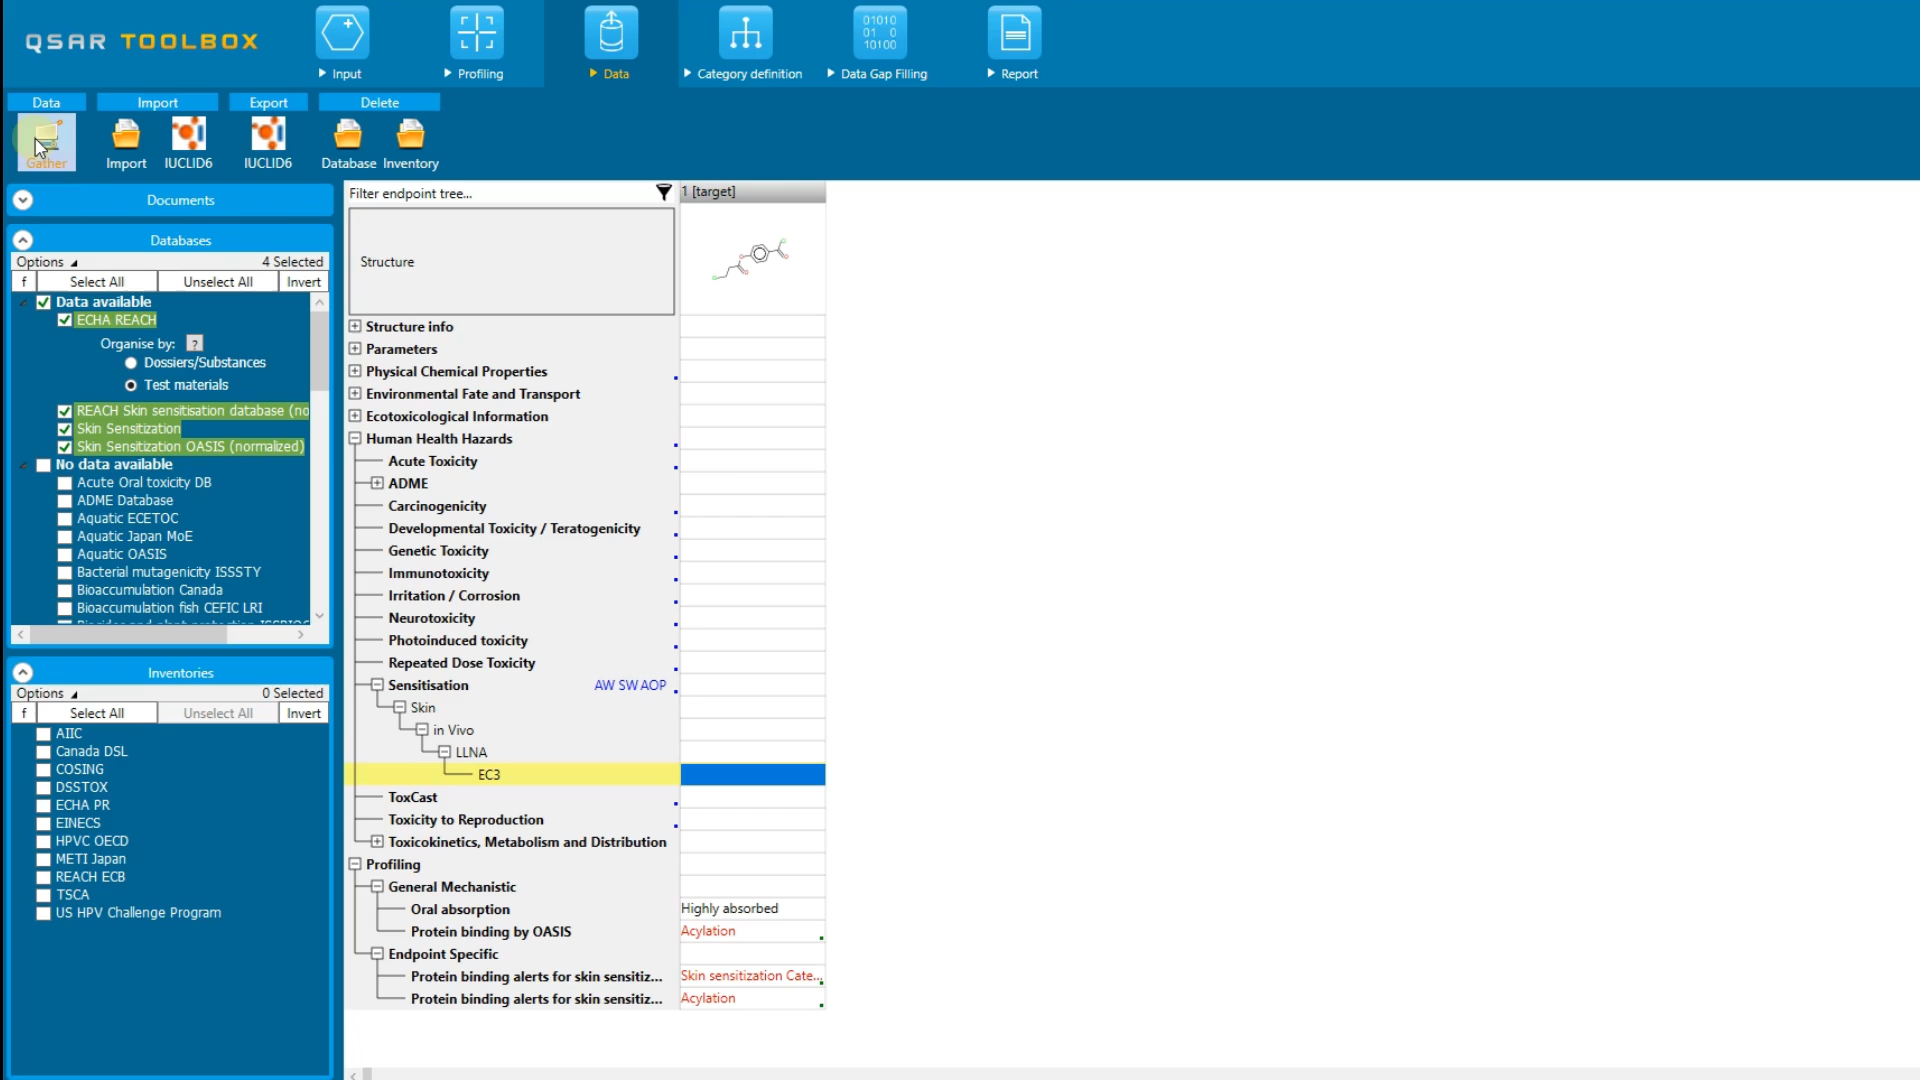 QSAR TOOLBOX
Input
Profiling
Data
Category definition
01010
01 0
10100
Data Gap Filling
Report
Data
Import
Export
Delete
Gather
Import
IUCLID6
IUCLID6
Database
Inventory
Documents
Databases
Options
4 Selected
f
Select All
Unselect All
Invert
Data available
ECHA REACH
Organise by:
?
Dossiers/Substances
Test materials
REACH Skin sensitisation database (no
Skin Sensitization
Skin Sensitization OASIS (normalized)
No data available
Acute Oral toxicity DB
ADME Database
Aquatic ECETOC
Aquatic Japan MoE
Aquatic OASIS
Bacterial mutagenicity ISSSTY
Bioaccumulation Canada
Bioaccumulation fish CEFIC LRI
Inventories
Options
0 Selected
f
Select All
Unselect All
Invert
AIIC
Canada DSL
COSING
DSSTOX
ECHA PR
EINECS
HPVC OECD
METI Japan
REACH ECB
TSCA
US HPV Challenge Program
Filter endpoint tree...
1 [target]
Structure
Structure info
Parameters
Physical Chemical Properties
Environmental Fate and Transport
Ecotoxicological Information
Human Health Hazards
Acute Toxicity
ADME
Carcinogenicity
Developmental Toxicity / Teratogenicity
Genetic Toxicity
Immunotoxicity
Irritation / Corrosion
Neurotoxicity
Photoinduced toxicity
Repeated Dose Toxicity
Sensitisation AW SW AOP
Skin
in Vivo
LLNA
EC3
ToxCast
Toxicity to Reproduction
Toxicokinetics, Metabolism and Distribution
Profiling
General Mechanistic
Oral absorption Highly absorbed
Protein binding by OASIS Acylation
Endpoint Specific
Protein binding alerts for skin sensitiz... Skin sensitization Cate...
Protein binding alerts for skin sensitiz... Acylation